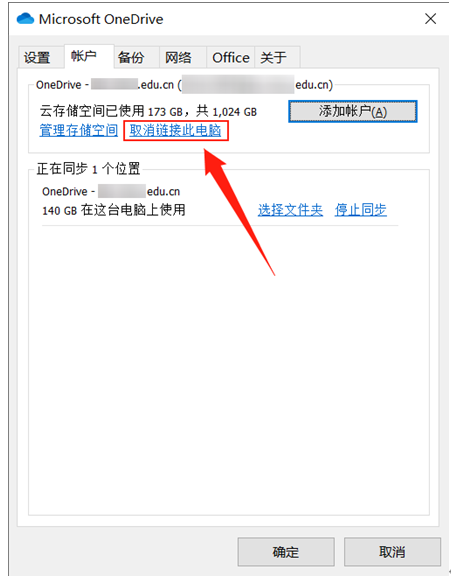 Microsoft OneDrive
设置 帐户 备份 网络 Office 关于
OneDrive - .edu.cn ( edu.cn)
云存储空间已使用 173 GB，共 1,024 GB
添加帐户(A)
管理存储空间 取消链接此电脑
正在同步 1 个位置
OneDrive - edu.cn
140 GB 在这台电脑上使用 选择文件夹 停止同步
确定 取消